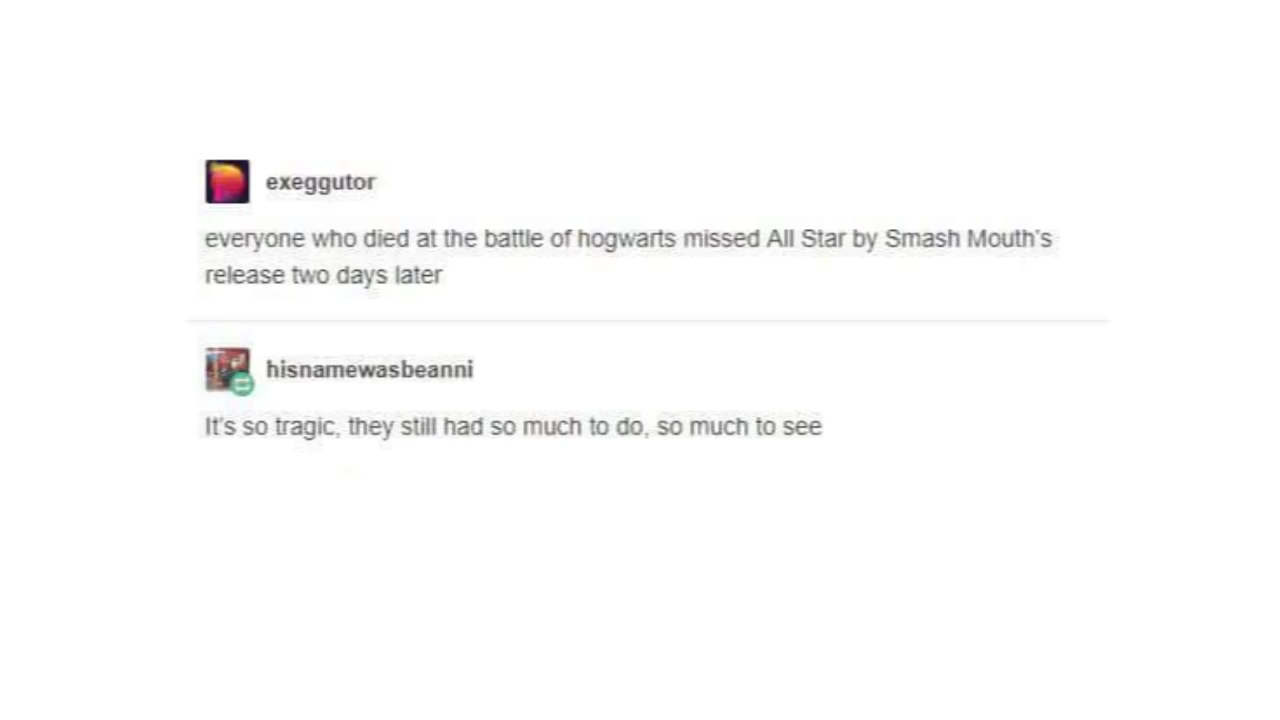 exeggutor
everyone who died at the battle of hogwarts missed All Star by Smash Mouth's
release two days later
hisnamewasbeanni
It's so tragic, they still had so much to do, so much to see